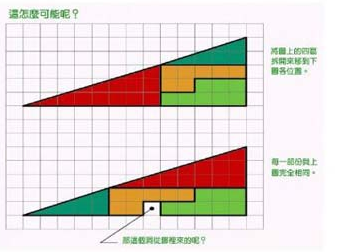 這怎麼可能呢？
將圖上的四區
拆開來移到下
圖各位置。
每一部份與上
圖完全相同。
那這個洞從哪裡來的呢？